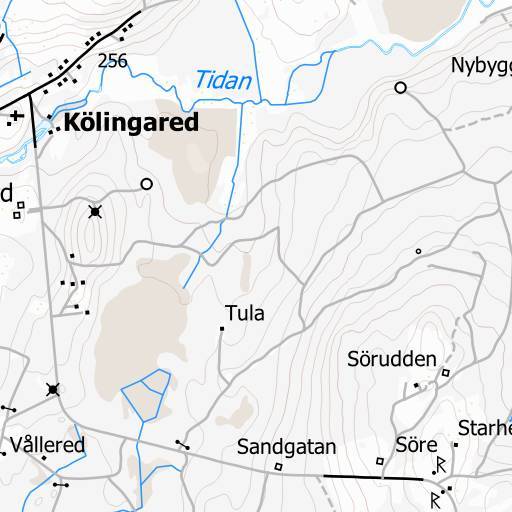 256
Tidan
Nybygg
Kölingared
d
Tula
Sörudden
Starhe
Vållered
Sandgatan
Söre
R
R